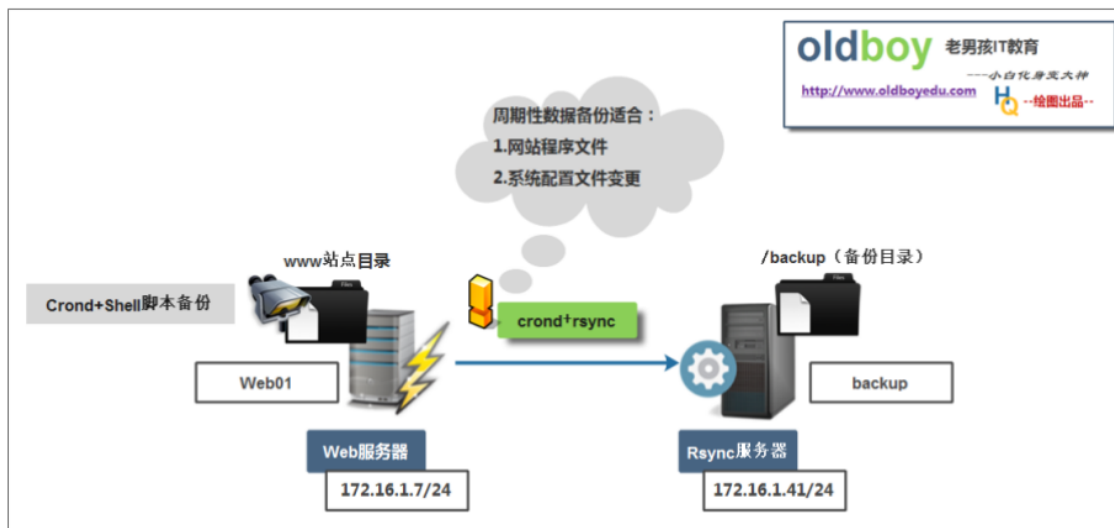 oldboy 老男孩IT教育
---小白化身变大神
http://www.oldboyedu.com
HQ --绘图出品--
周期性数据备份适合：
1.网站程序文件
2.系统配置文件变更
www站点目录
/backup（备份目录）
Files
Files
Crond+Shell脚本备份
crond+rsync
Web01
backup
Web服务器
Rsync服务器
172.16.1.7/24
172.16.1.41/24